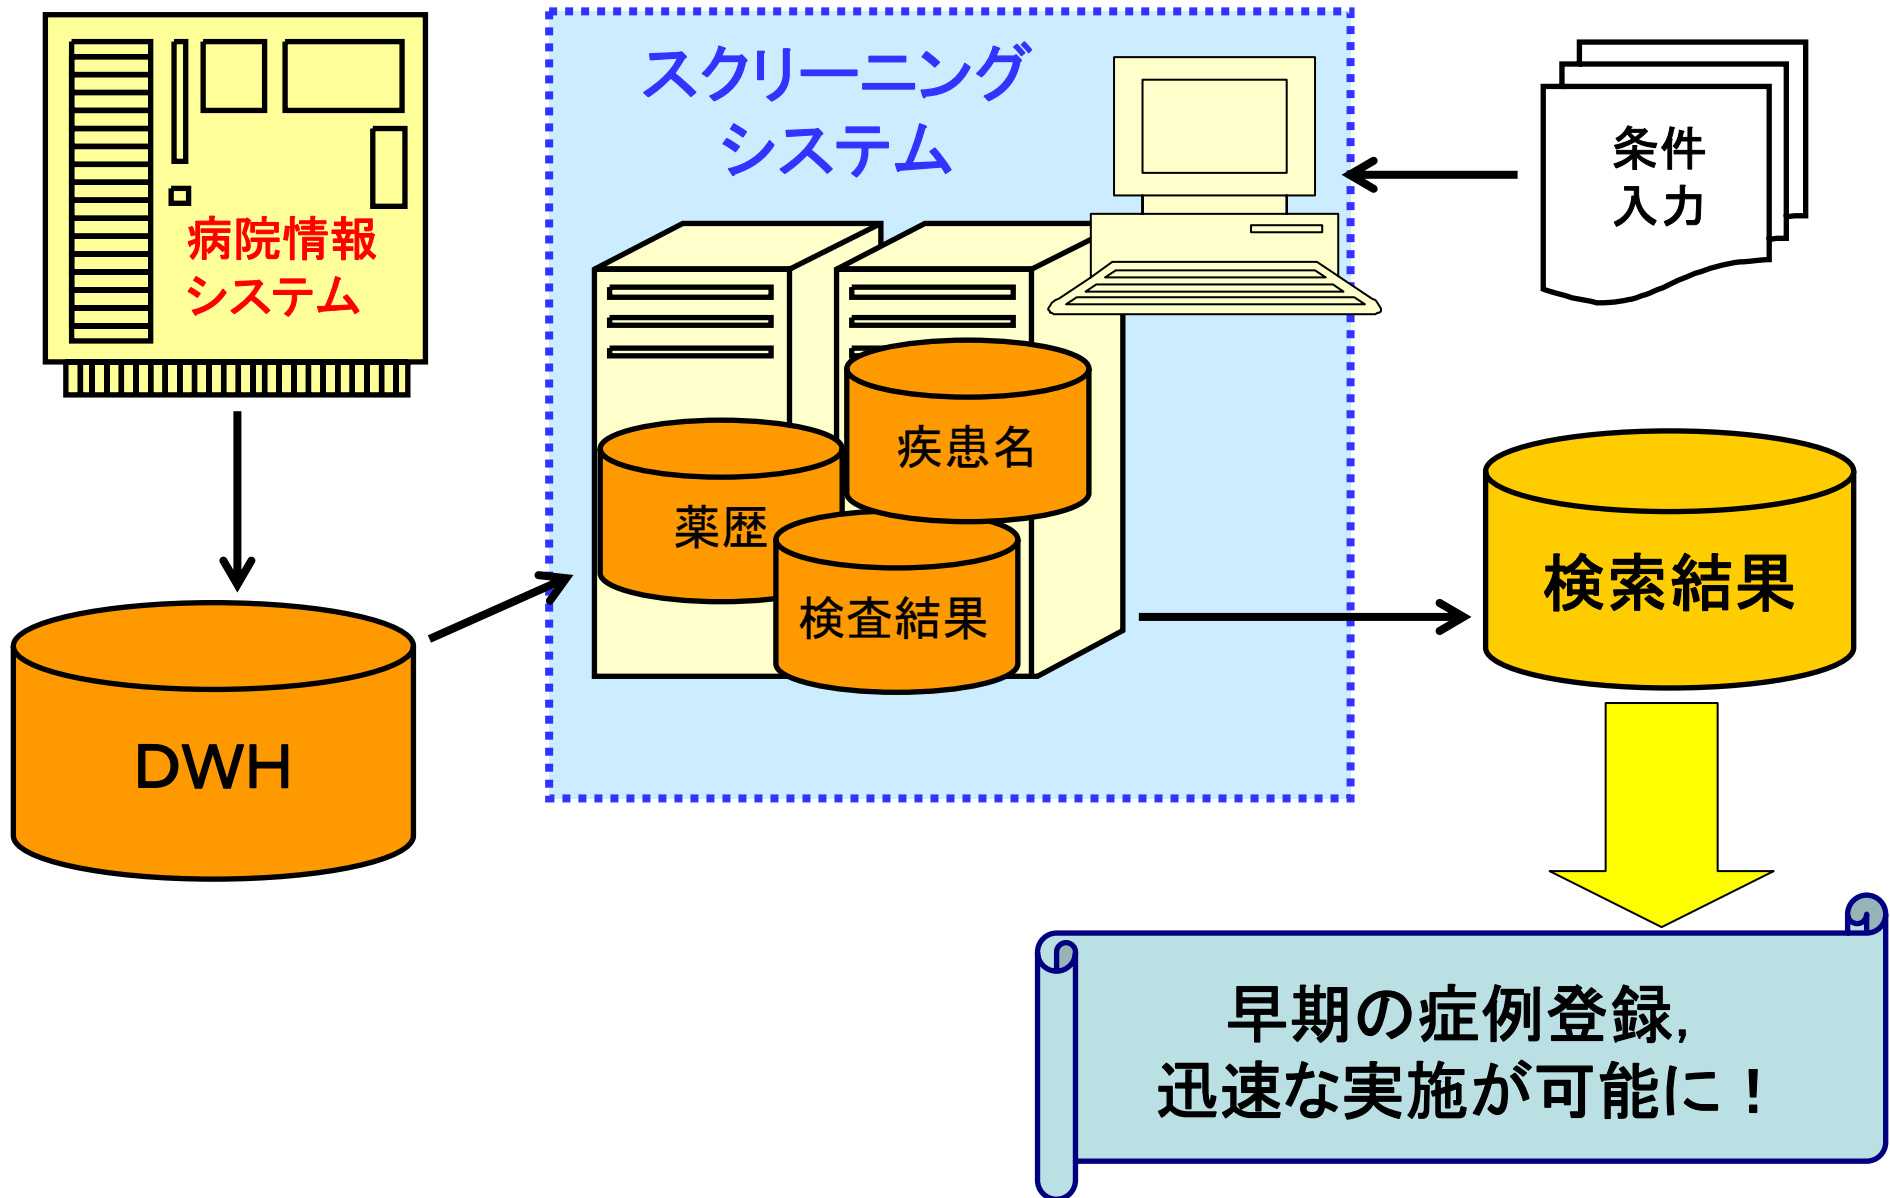 病院情報
システム
DWH
スクリーニング
システム
薬歴
疾患名
検査結果
条件
入力
検索結果
早期の症例登録,
迅速な実施が可能に！